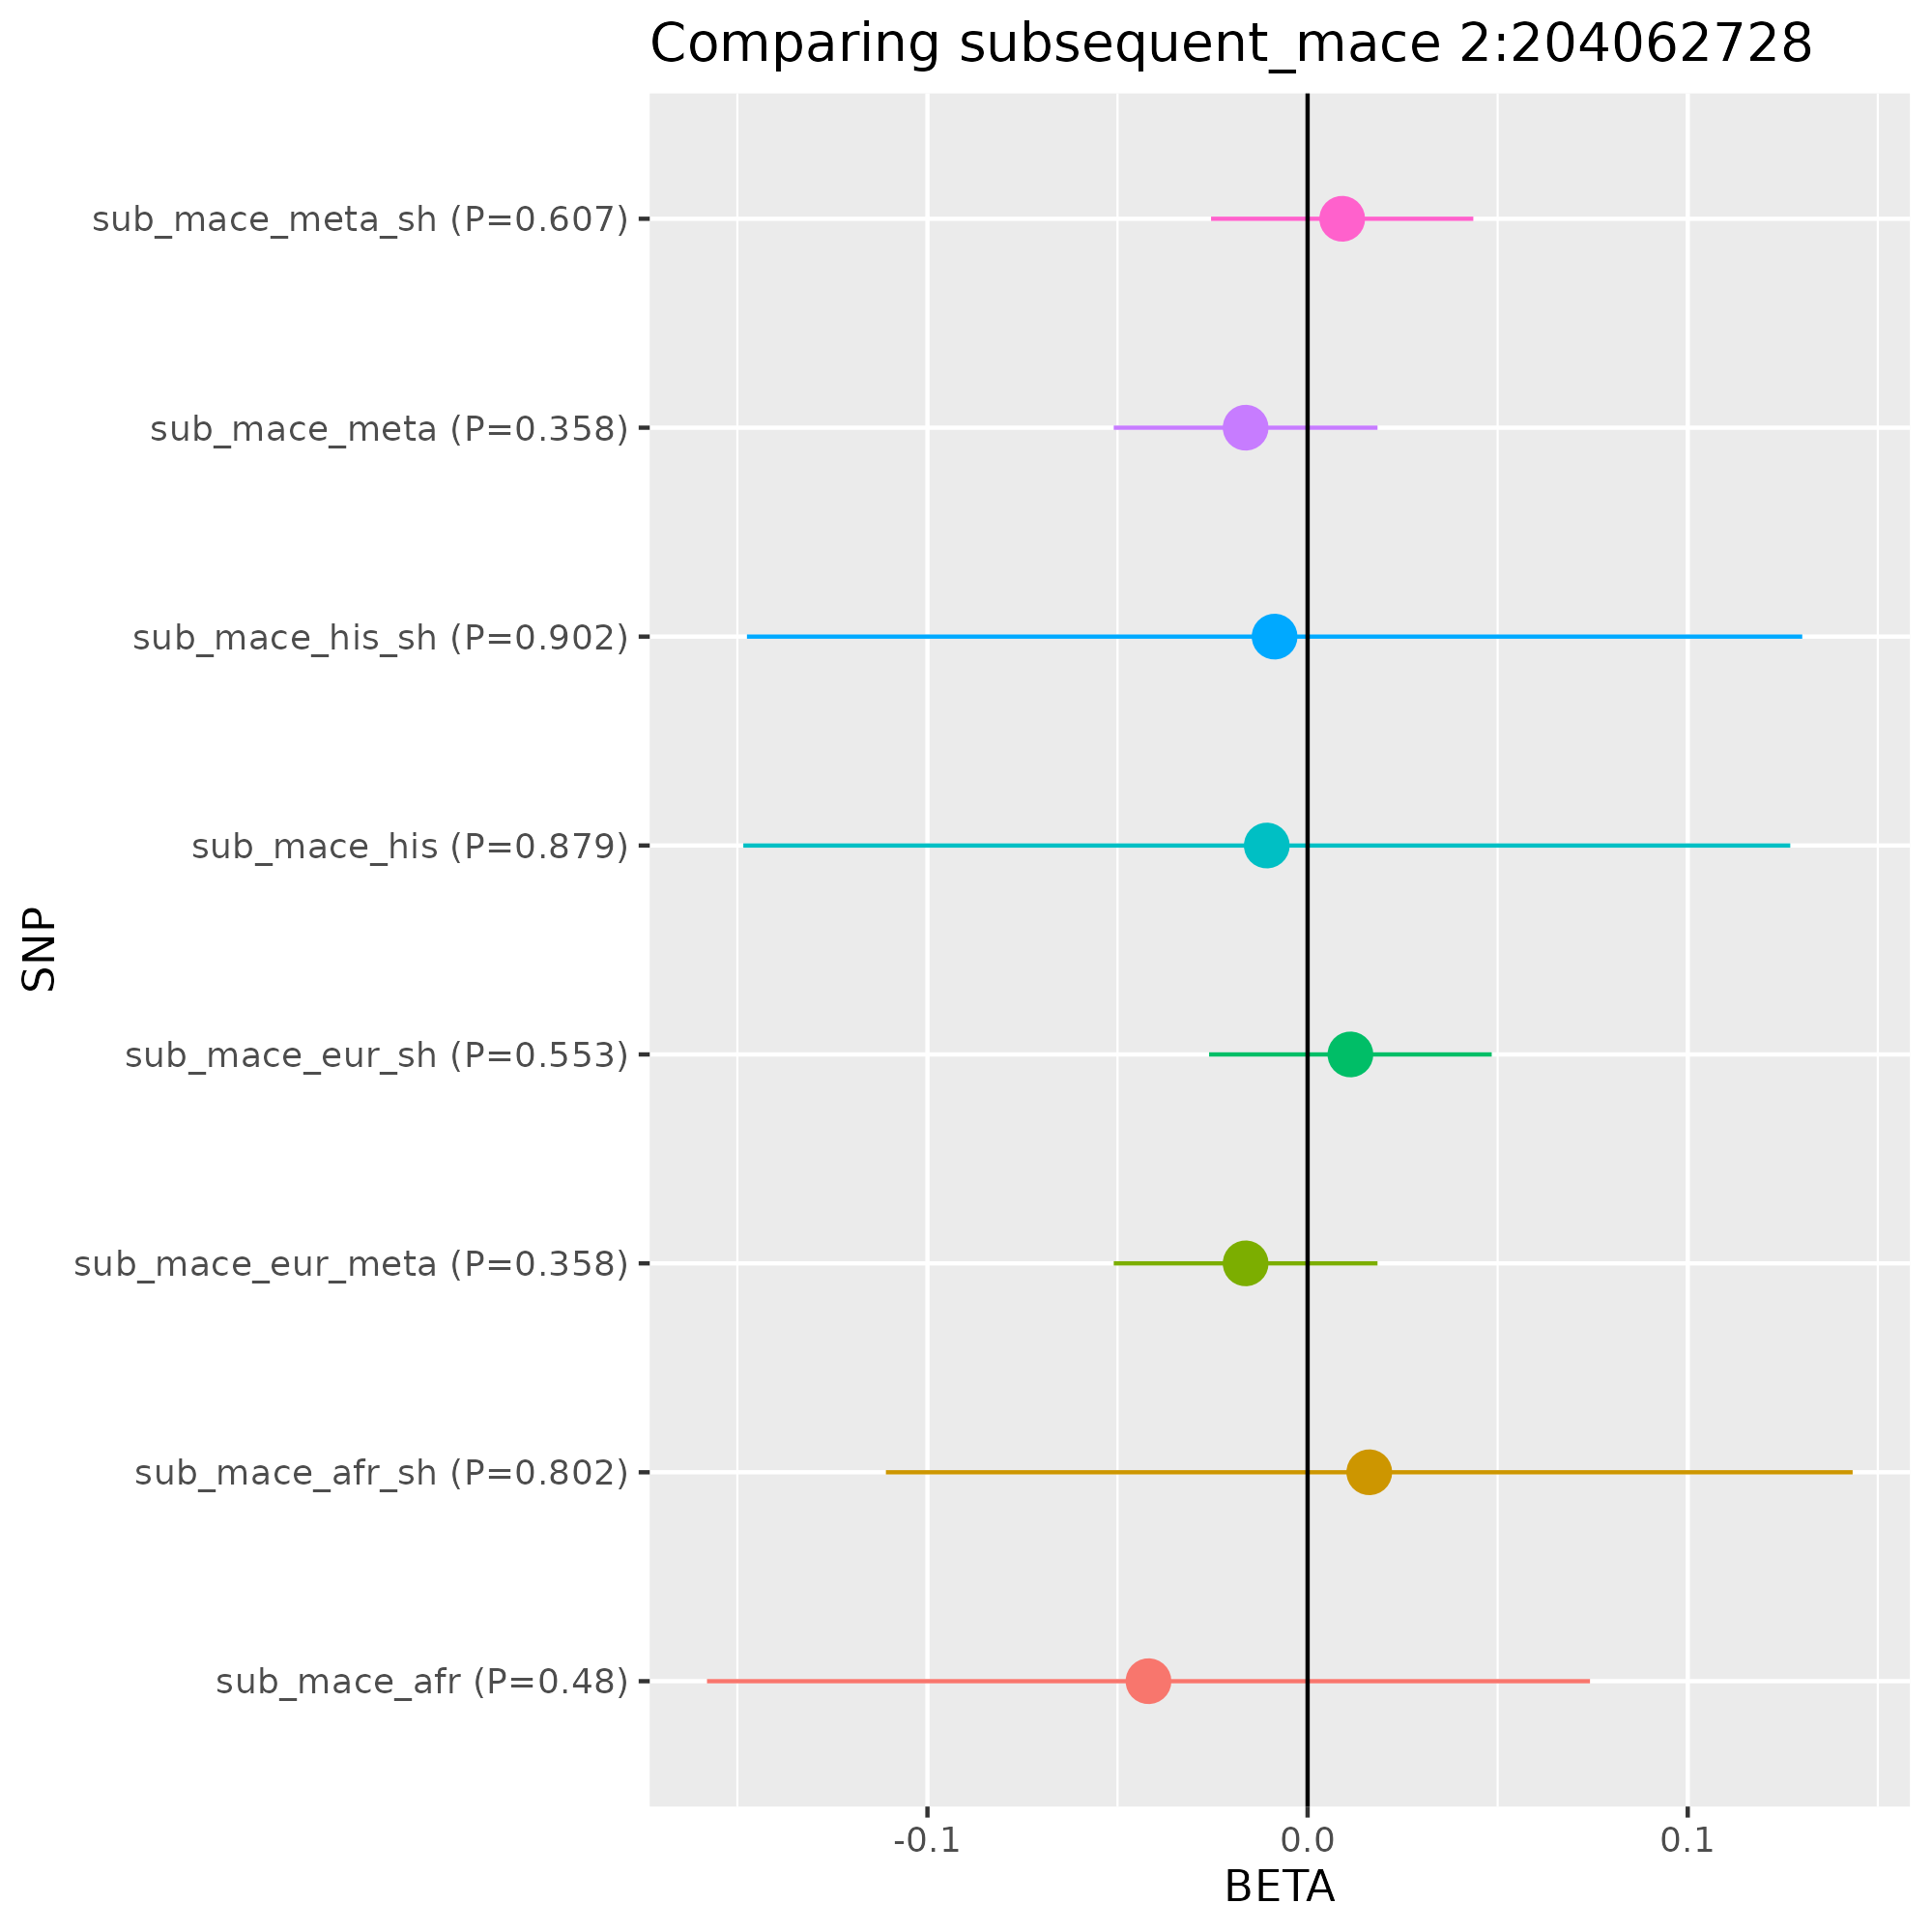 Comparing subsequent_mace 2:204062728
sub_mace_meta_sh (P=0.607)
sub_mace_meta (P=0.358)
sub_mace_his_sh (P=0.902)
sub_mace_his (P=0.879)
SNP
sub_mace_eur_sh (P=0.553)
sub_mace_eur_meta (P=0.358)
sub_mace_afr_sh (P=0.802)
sub_mace_afr (P=0.48)
-0.1 0.0 0.1
BETA